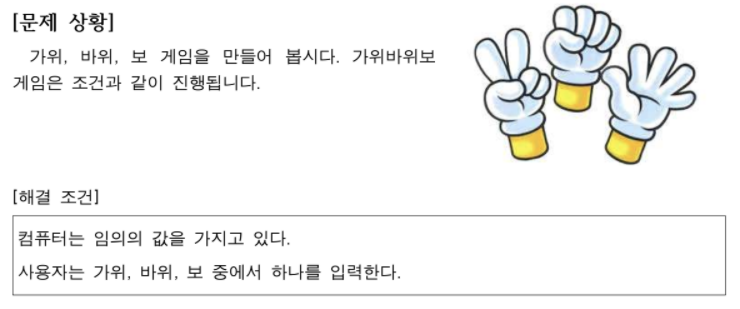 [문제 상황]
가위, 바위, 보 게임을 만들어 봅시다. 가위바위보
게임은 조건과 같이 진행됩니다.
[해결 조건]
컴퓨터는 임의의 값을 가지고 있다.
사용자는 가위, 바위, 보 중에서 하나를 입력한다.